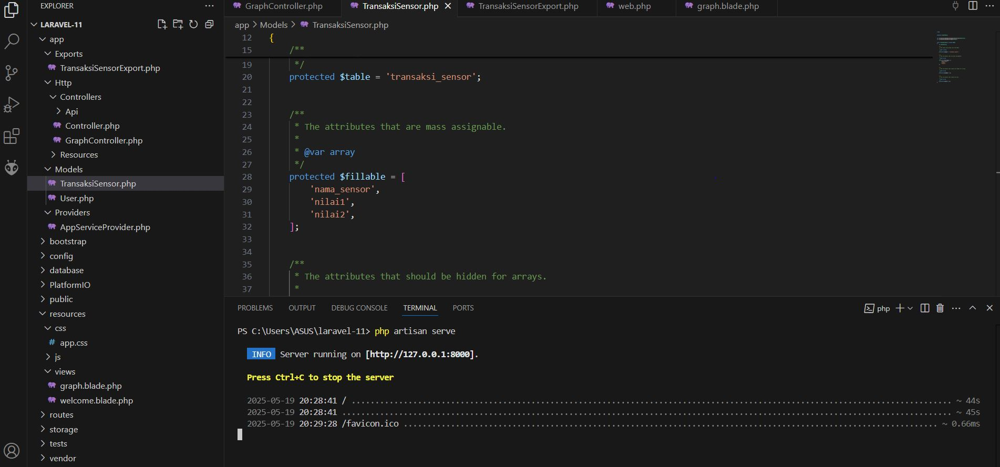 EXPLORER
LARAVEL-11
app
Exports
TransaksiSensorExport.php
Http
Controllers
Api
Controller.php
GraphController.php
Resources
Models
TransaksiSensor.php
User.php
Providers
AppServiceProvider.php
bootstrap
config
database
PlatformIO
public
resources
css
# app.css
js
views
graph.blade.php
welcome.blade.php
routes
storage
tests
vendor
GraphController.php TransaksiSensor.php TransaksiSensorExport.php web.php graph.blade.php
app > Models > TransaksiSensor.php
12 {
15 /**
19 */
20 protected $table = 'transaksi_sensor';
21
22
23 /**
24 * The attributes that are mass assignable.
25 *
26 * @var array
27 */
28 protected $fillable = [
29 'nama_sensor',
30 'nilai1',
31 'nilai2',
32 ];
33
34
35 /**
36 * The attributes that should be hidden for arrays.
37 *
PROBLEMS OUTPUT DEBUG CONSOLE TERMINAL PORTS
php
PS C:\Users\ASUS\laravel-11> php artisan serve
INFO Server running on [http://127.0.0.1:8000].
Press Ctrl+C to stop the server
2025-05-19 20:28:41 / ........ ~ 44s
2025-05-19 20:28:41 ........ ~ 45s
2025-05-19 20:29:28 /favicon.ico ........ ~ 0.66ms